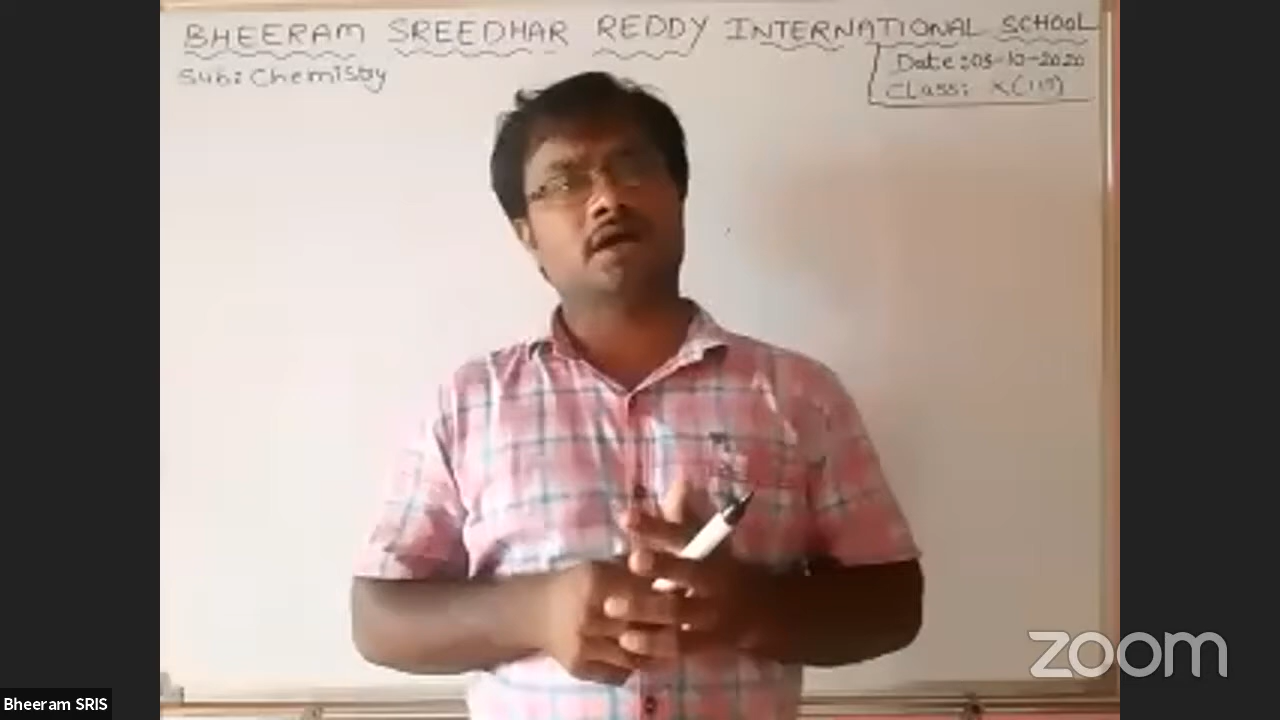 BHEERAM SREEDHAR REDDY INTERNATIONAL SCHOOL
Sub: Chemistry
Date: 05-10-2020
Class: X
zoom
Bheeram SRIS